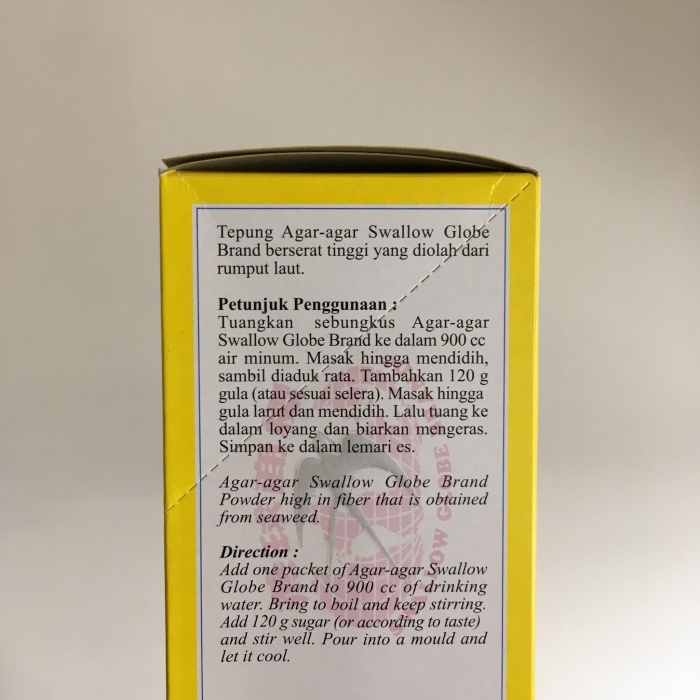 Tepung Agar-agar Swallow Globe
Brand berserat tinggi yang diolah dari
rumput laut.
Petunjuk Penggunaan :
Tuangkan sebungkus Agar-agar
Swallow Globe Brand ke dalam 900 cc
air minum. Masak hingga mendidih,
sambil diaduk rata. Tambahkan 120 g
gula (atau sesuai selera). Masak hingga
gula larut dan mendidih. Lalu tuang ke
dalam loyang dan biarkan mengeras.
Simpan ke dalam lemari es.
Agar-agar Swallow Globe Brand
Powder high in fiber that is obtained
from seaweed.
Direction :
Add one packet of Agar-agar Swallow
Globe Brand to 900 cc of drinking
water. Bring to boil and keep stirring.
Add 120 g sugar (or according to taste)
and stir well. Pour into a mould and
let it cool.